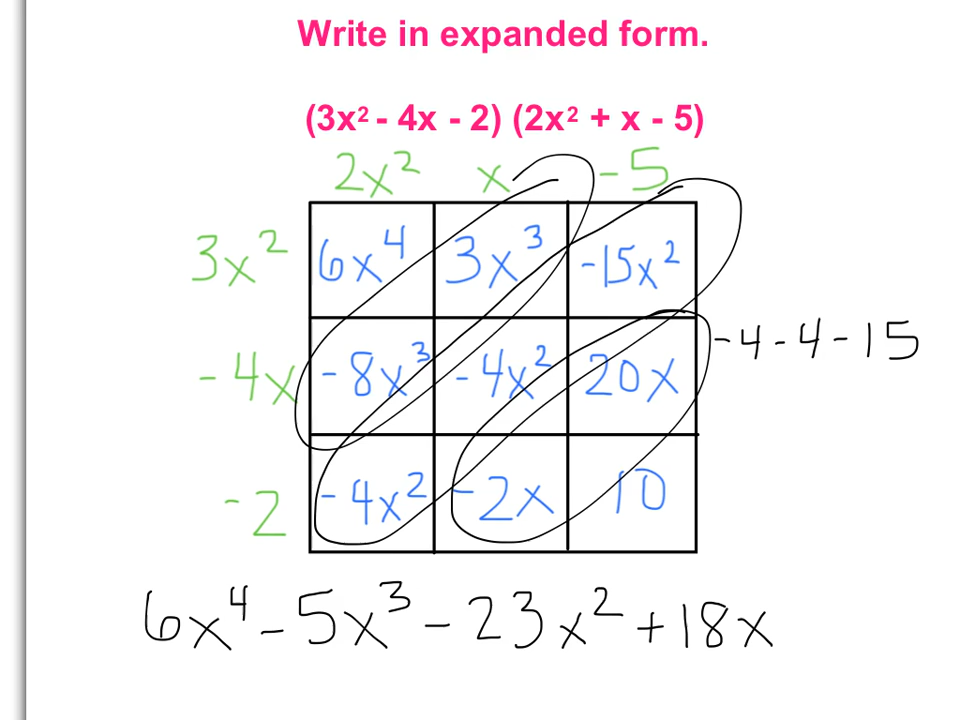 Write in expanded form.
(3x² - 4x - 2) (2x² + x - 5)
2x² x -5
3x² 6x⁴ 3x³ -15x²
-4x -8x³ -4x² 20x -4-4-15
-2 -4x² -2x 10
6x⁴ - 5x³ - 23x² + 18x